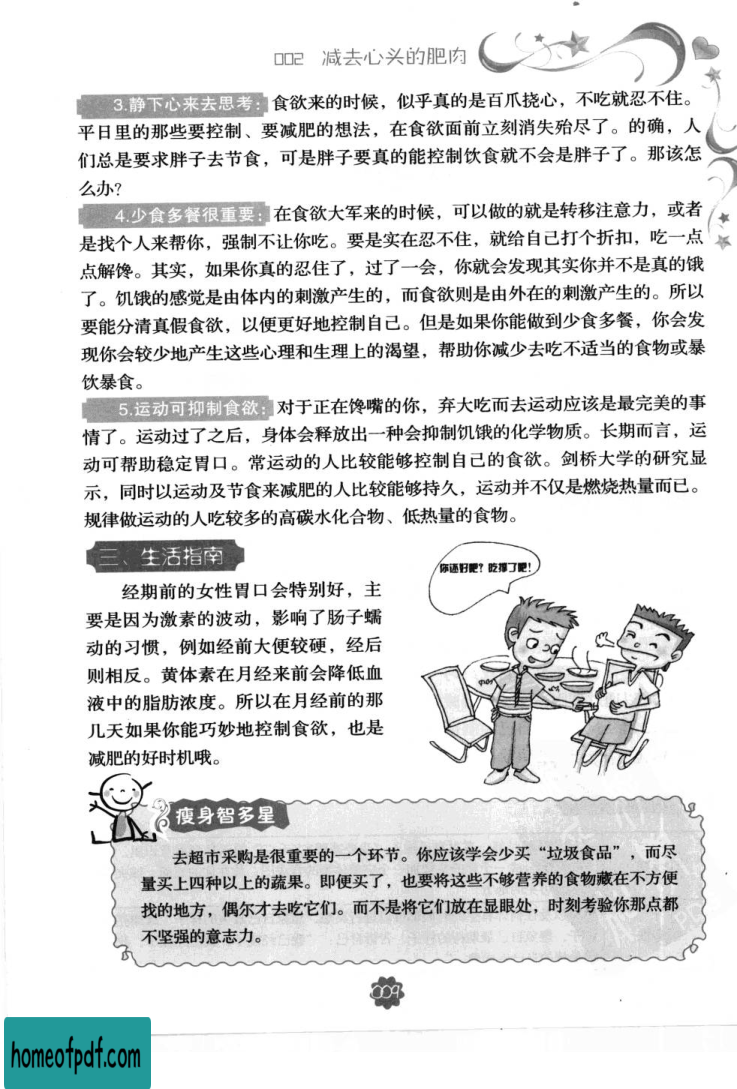 002 减去心头的肥肉
3.静下心来去思考：食欲来的时候，似乎真的是百爪挠心，不吃就忍不住。
平日里的那些要控制、要减肥的想法，在食欲面前立刻消失殆尽了。的确，人
们总是要求胖子去节食，可是胖子要真的能控制饮食就不会是胖子了。那该怎
么办？
4.少食多餐很重要：在食欲大军来的时候，可以做的就是转移注意力，或者
是找个人来帮你，强制不让你吃。要是实在忍不住，就给自己打个折扣，吃一点
点解馋。其实，如果你真的忍住了，过了一会，你就会发现其实你并不是真的饿
了。饥饿的感觉是由体内的刺激产生的，而食欲则是由外在的刺激产生的。所以
要能分清真假食欲，以便更好地控制自己。但是如果你能做到少食多餐，你会发
现你会较少地产生这些心理和生理上的渴望，帮助你减少去吃不适当的食物或暴
饮暴食。
5.运动可抑制食欲：对于正在馋嘴的你，弃大吃而去运动应该是最完美的事
情了。运动过了之后，身体会释放出一种会抑制饥饿的化学物质。长期而言，运
动可帮助稳定胃口。常运动的人比较能够控制自己的食欲。剑桥大学的研究显
示，同时以运动及节食来减肥的人比较能够持久，运动并不仅是燃烧热量而已。
规律做运动的人吃较多的高碳水化合物、低热量的食物。
三、生活指南
你还好吧？吃撑了吧！
经期前的女性胃口会特别好，主
要是因为激素的波动，影响了肠子蠕
动的习惯，例如经前大便较硬，经后
则相反。黄体素在月经来前会降低血
液中的脂肪浓度。所以在月经前的那
几天如果你能巧妙地控制食欲，也是
减肥的好时机哦。
瘦身智多星
去超市采购是很重要的一个环节。你应该学会少买“垃圾食品”，而尽
量买上四种以上的蔬果。即便买了，也要将这些不够营养的食物藏在不方便
找的地方，偶尔才去吃它们。而不是将它们放在显眼处，时刻考验你那点都
不坚强的意志力。
009
homeofpdf.com